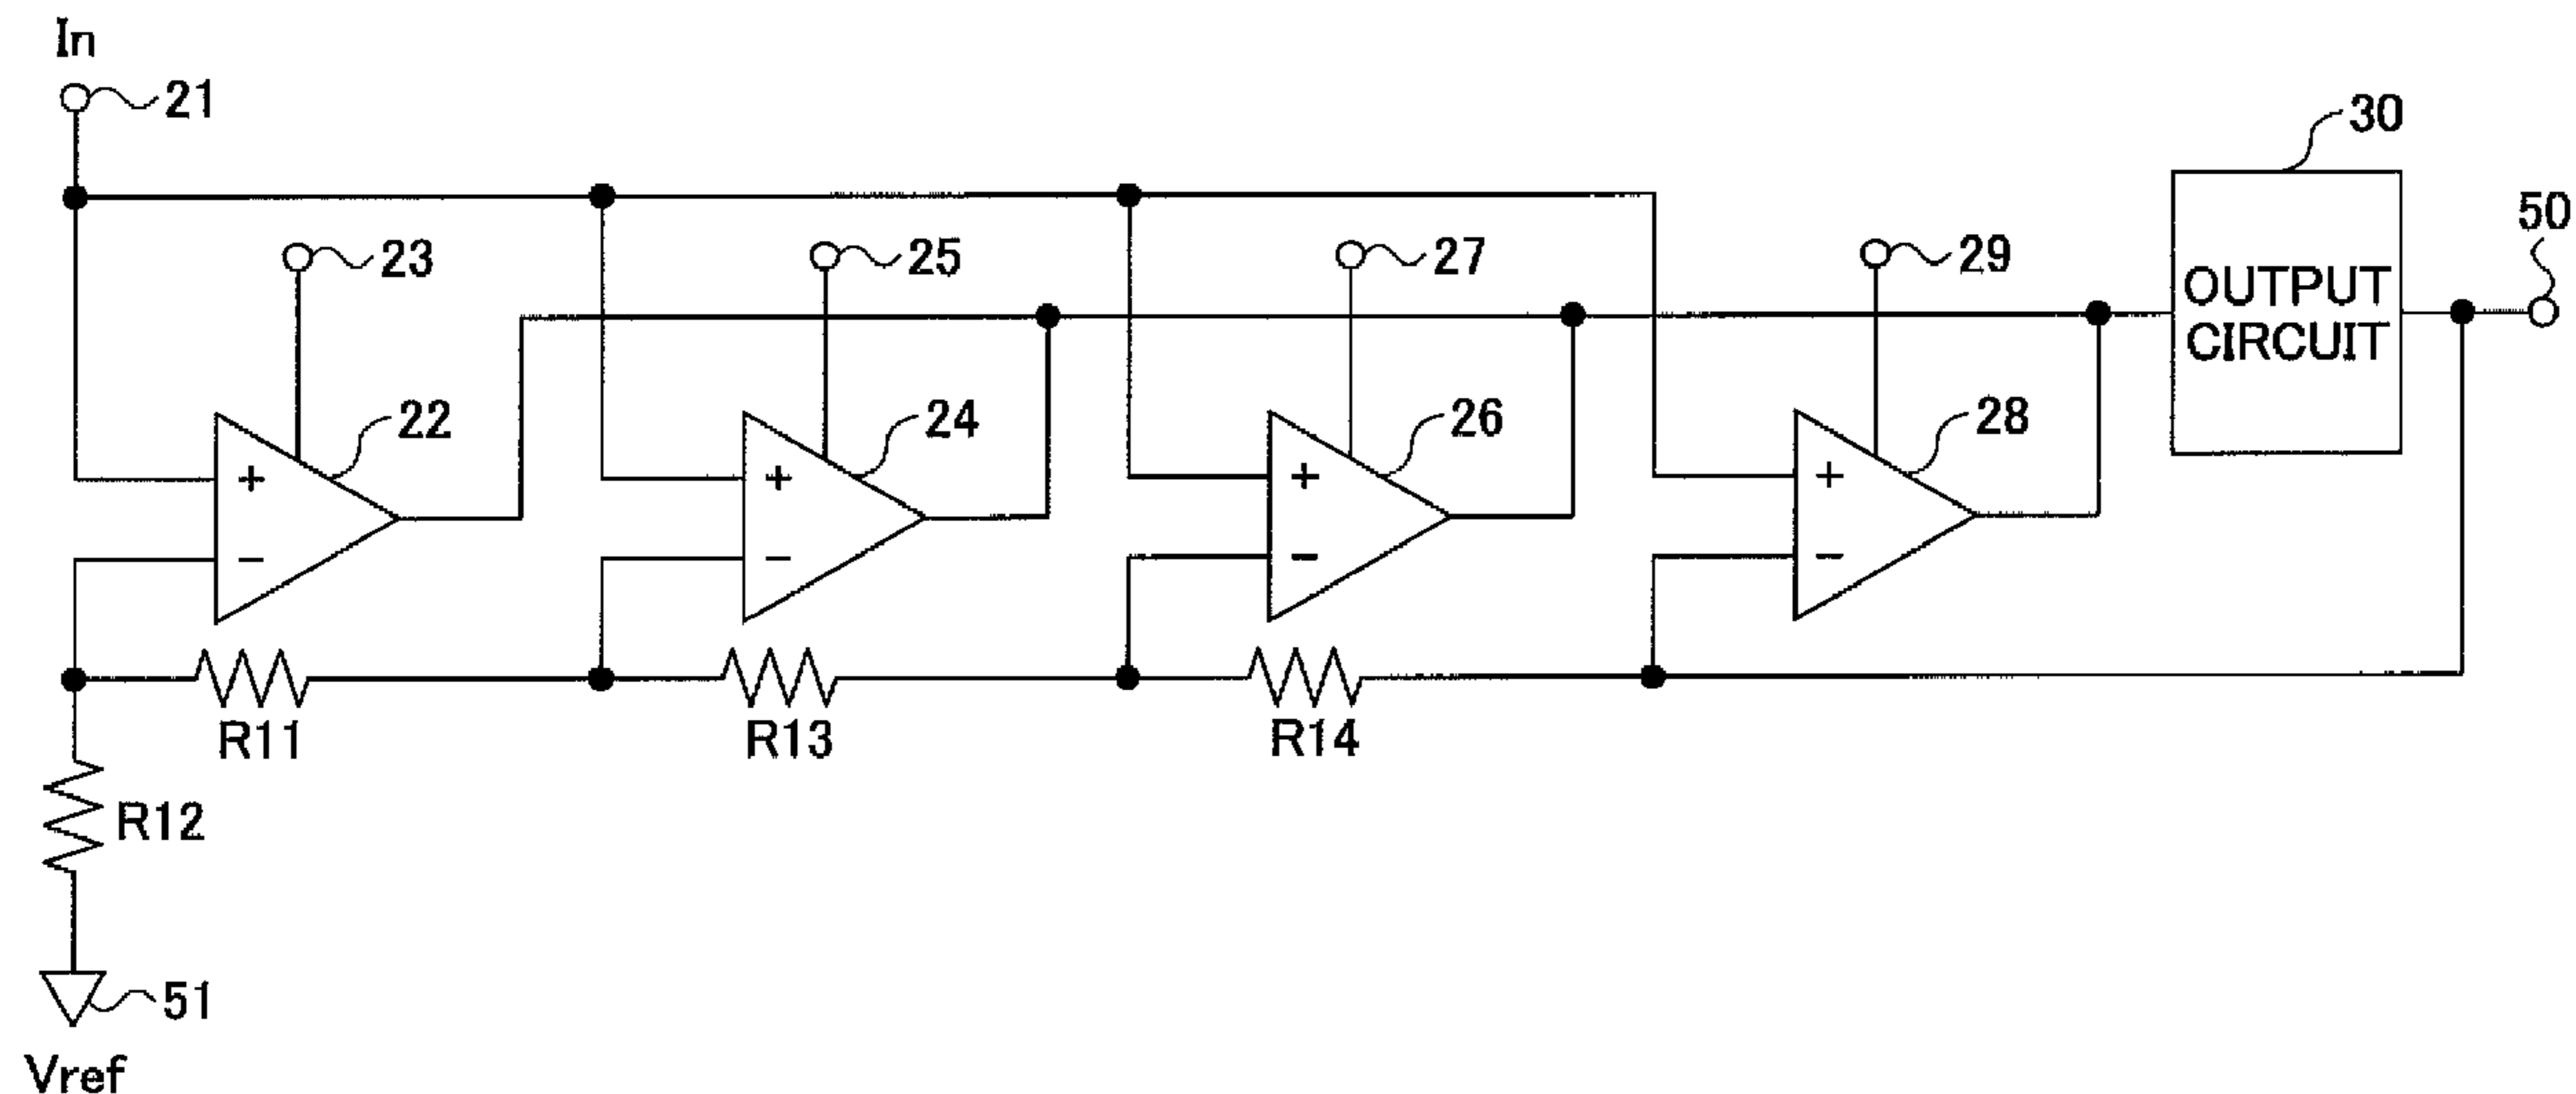 In
21
30
50
23
25
27
29
OUTPUT
CIRCUIT
22
24
26
28
+
+
+
+
−
−
−
−
R11
R13
R14
R12
51
Vref